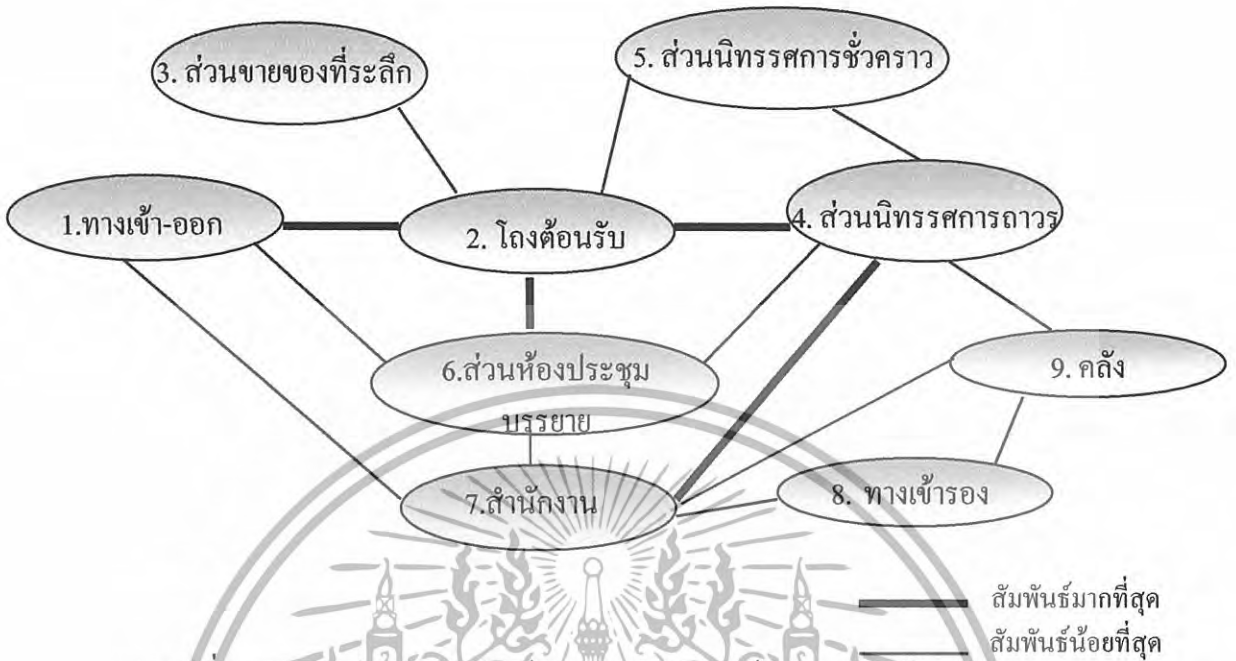 3. ส่วนขายของที่ระลึก
5. ส่วนนิทรรศการชั่วคราว
1.ทางเข้า-ออก
2. โถงต้อนรับ
4. ส่วนนิทรรศการถาวร
6.ส่วนห้องประชุม
บรรยาย
9. คลัง
7.สำนักงาน
8. ทางเข้ารอง
สัมพันธ์มากที่สุด
สัมพันธ์น้อยที่สุด